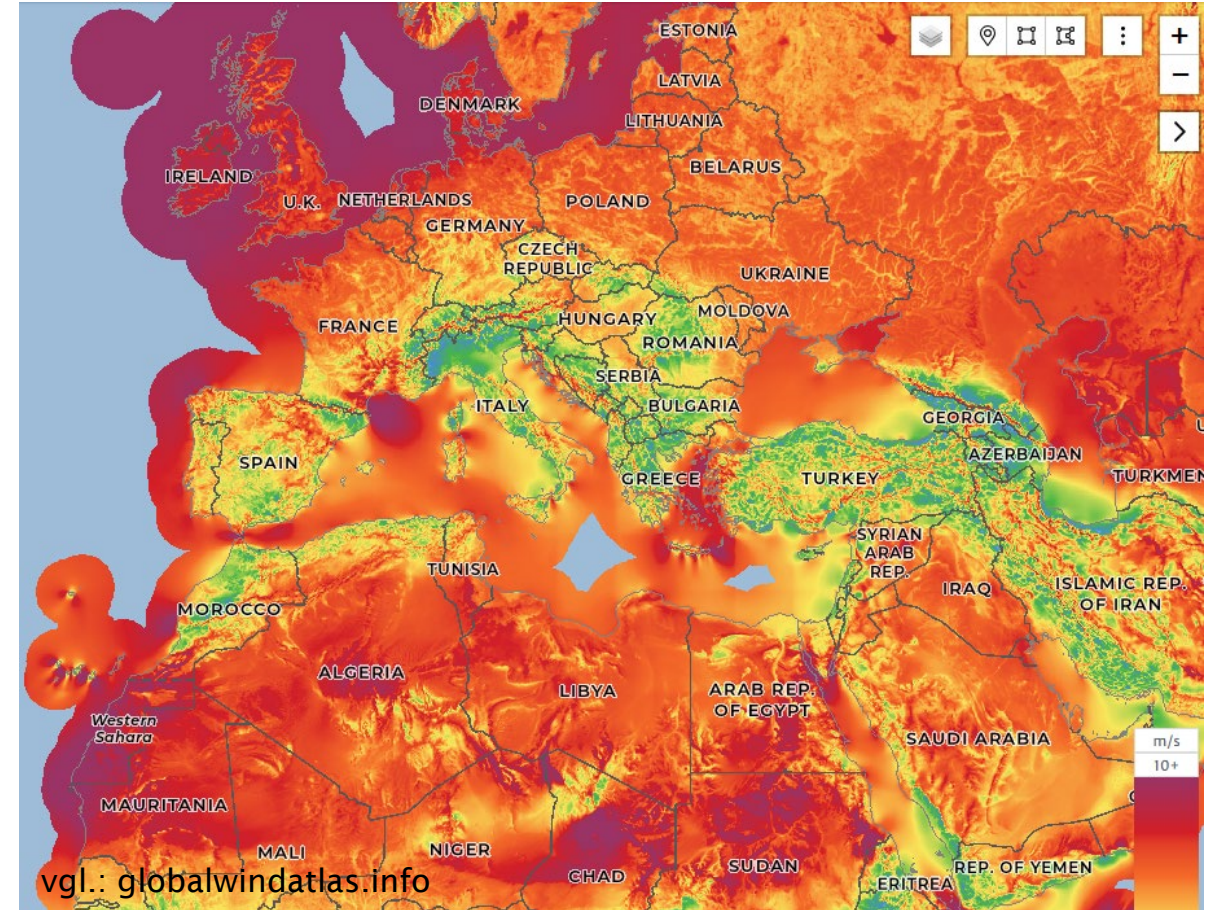 ESTONIA
LATVIA
DENMARK
LITHUANIA
BELARUS
IRELAND
U.K.
NETHERLANDS
POLAND
GERMANY
CZECH
REPUBLIC
UKRAINE
FRANCE
HUNGARY
MOLDOVA
ROMANIA
SERBIA
ITALY
BULGARIA
GEORGIA
SPAIN
AZERBAIJAN
GREECE
TURKEY
TURKMEN
SYRIAN
ARAB
REP.
TUNISIA
IRAQ
ISLAMIC REP.
OF IRAN
MOROCCO
ALGERIA
LIBYA
ARAB REP.
OF EGYPT
Western
Sahara
SAUDI ARABIA
m/s
10+
MAURITANIA
MALI
NIGER
CHAD
SUDAN
ERITREA
REP. OF YEMEN
vgl.: globalwindatlas.info
+
−